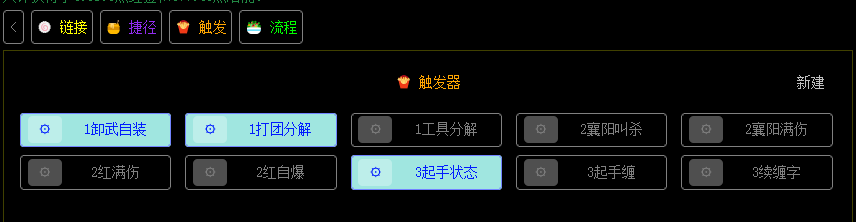 链接 捷径 触发 流程
触发器 新建
1卸武自装 1打团分解 1工具分解 2襄阳叫杀 2襄阳满伤
2红满伤 2红自爆 3起手状态 3起手缠 3续缠字